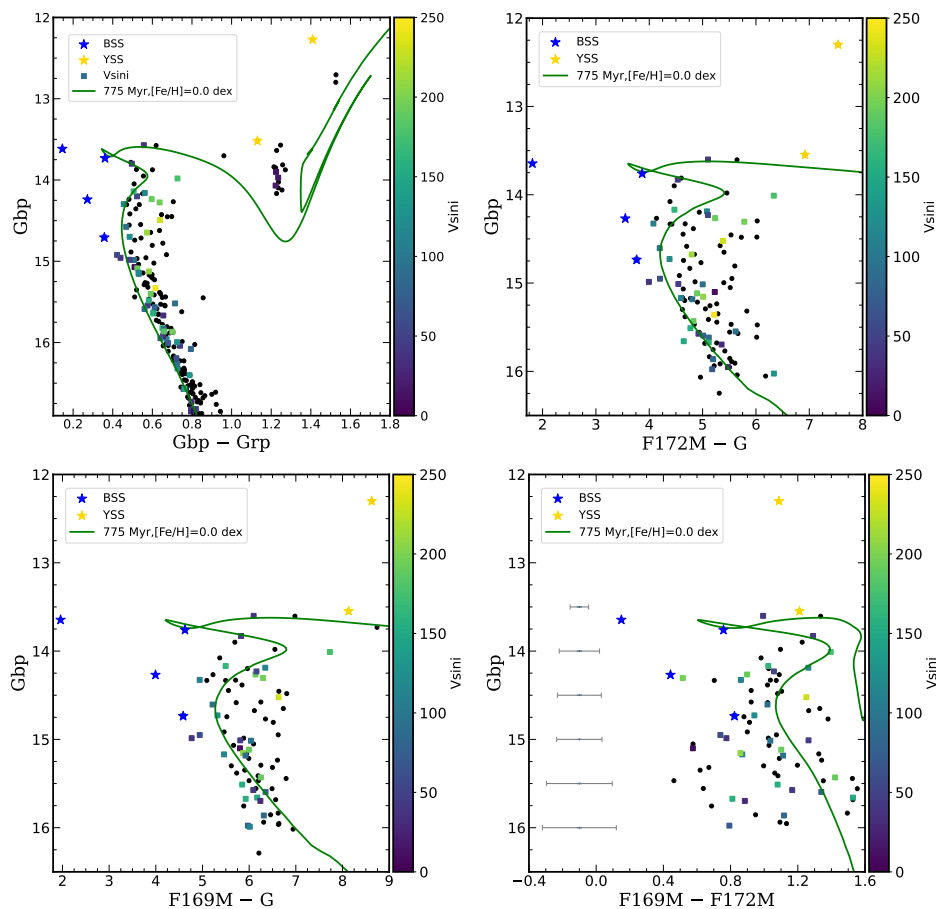 BSS
YSS
Vsini
775 Myr,[Fe/H]=0.0 dex
12
13
14
15
16
Gbp
0.2 0.4 0.6 0.8 1.0 1.2 1.4 1.6 1.8
Gbp − Grp
250
200
150
100
50
0
Vsini
BSS
YSS
775 Myr,[Fe/H]=0.0 dex
12
13
14
15
16
Gbp
2 3 4 5 6 7 8
F172M − G
250
200
150
100
50
0
Vsini
BSS
YSS
775 Myr,[Fe/H]=0.0 dex
12
13
14
15
16
Gbp
2 3 4 5 6 7 8 9
F169M − G
250
200
150
100
50
0
Vsini
BSS
YSS
775 Myr,[Fe/H]=0.0 dex
12
13
14
15
16
Gbp
−0.4 0.0 0.4 0.8 1.2 1.6
F169M − F172M
250
200
150
100
50
0
Vsini